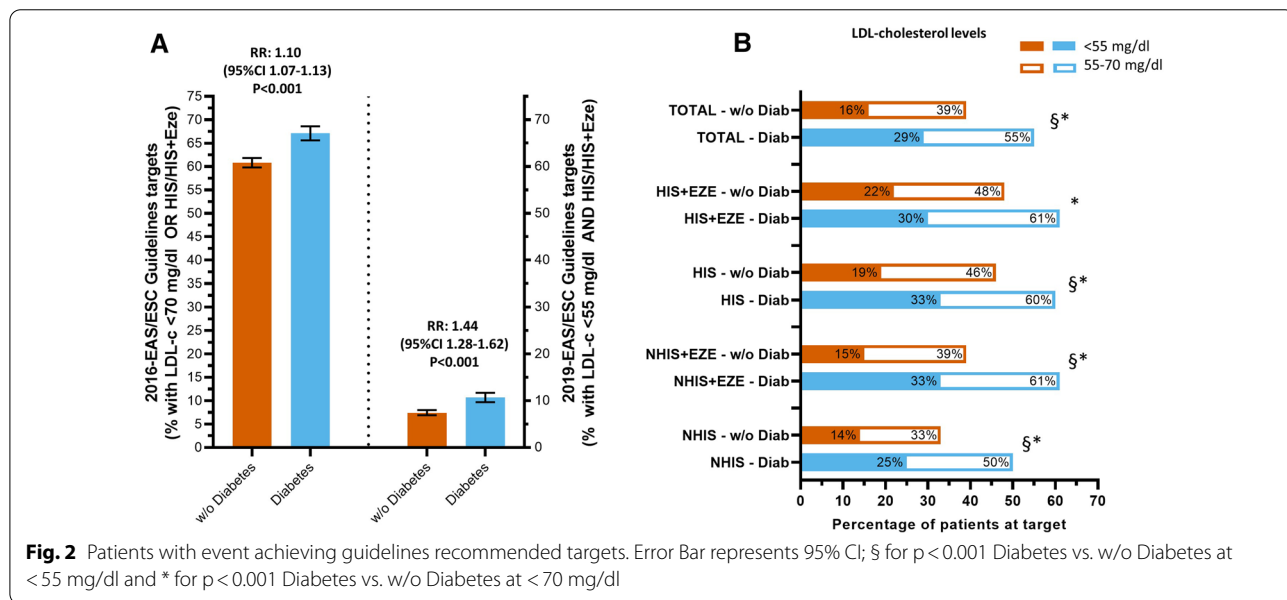 A
RR: 1.10
(95%CI 1.07-1.13)
P<0.001
2016-EAS/ESC Guidelines targets
(% with LDL-c <70 mg/dl OR HIS/HIS+Eze)
75
70
65
60
55
50
45
40
35
30
25
20
15
10
5
0
w/o Diabetes
Diabetes
RR: 1.44
(95%CI 1.28-1.62)
P<0.001
w/o Diabetes
Diabetes
70
60
50
40
30
20
10
0
2019-EAS/ESC Guidelines targets
(% with LDL-c <55 mg/dl AND HIS/HIS+Eze)
B
LDL-cholesterol levels
<55 mg/dl
55-70 mg/dl
TOTAL - w/o Diab 16% 39%
TOTAL - Diab 29% 55%
§*
HIS+EZE - w/o Diab 22% 48%
HIS+EZE - Diab 30% 61%
*
HIS - w/o Diab 19% 46%
HIS - Diab 33% 60%
§*
NHIS+EZE - w/o Diab 15% 39%
NHIS+EZE - Diab 33% 61%
§*
NHIS - w/o Diab 14% 33%
NHIS - Diab 25% 50%
§*
0 10 20 30 40 50 60 70
Percentage of patients at target
Fig. 2 Patients with event achieving guidelines recommended targets. Error Bar represents 95% CI; § for p < 0.001 Diabetes vs. w/o Diabetes at
< 55 mg/dl and * for p < 0.001 Diabetes vs. w/o Diabetes at < 70 mg/dl